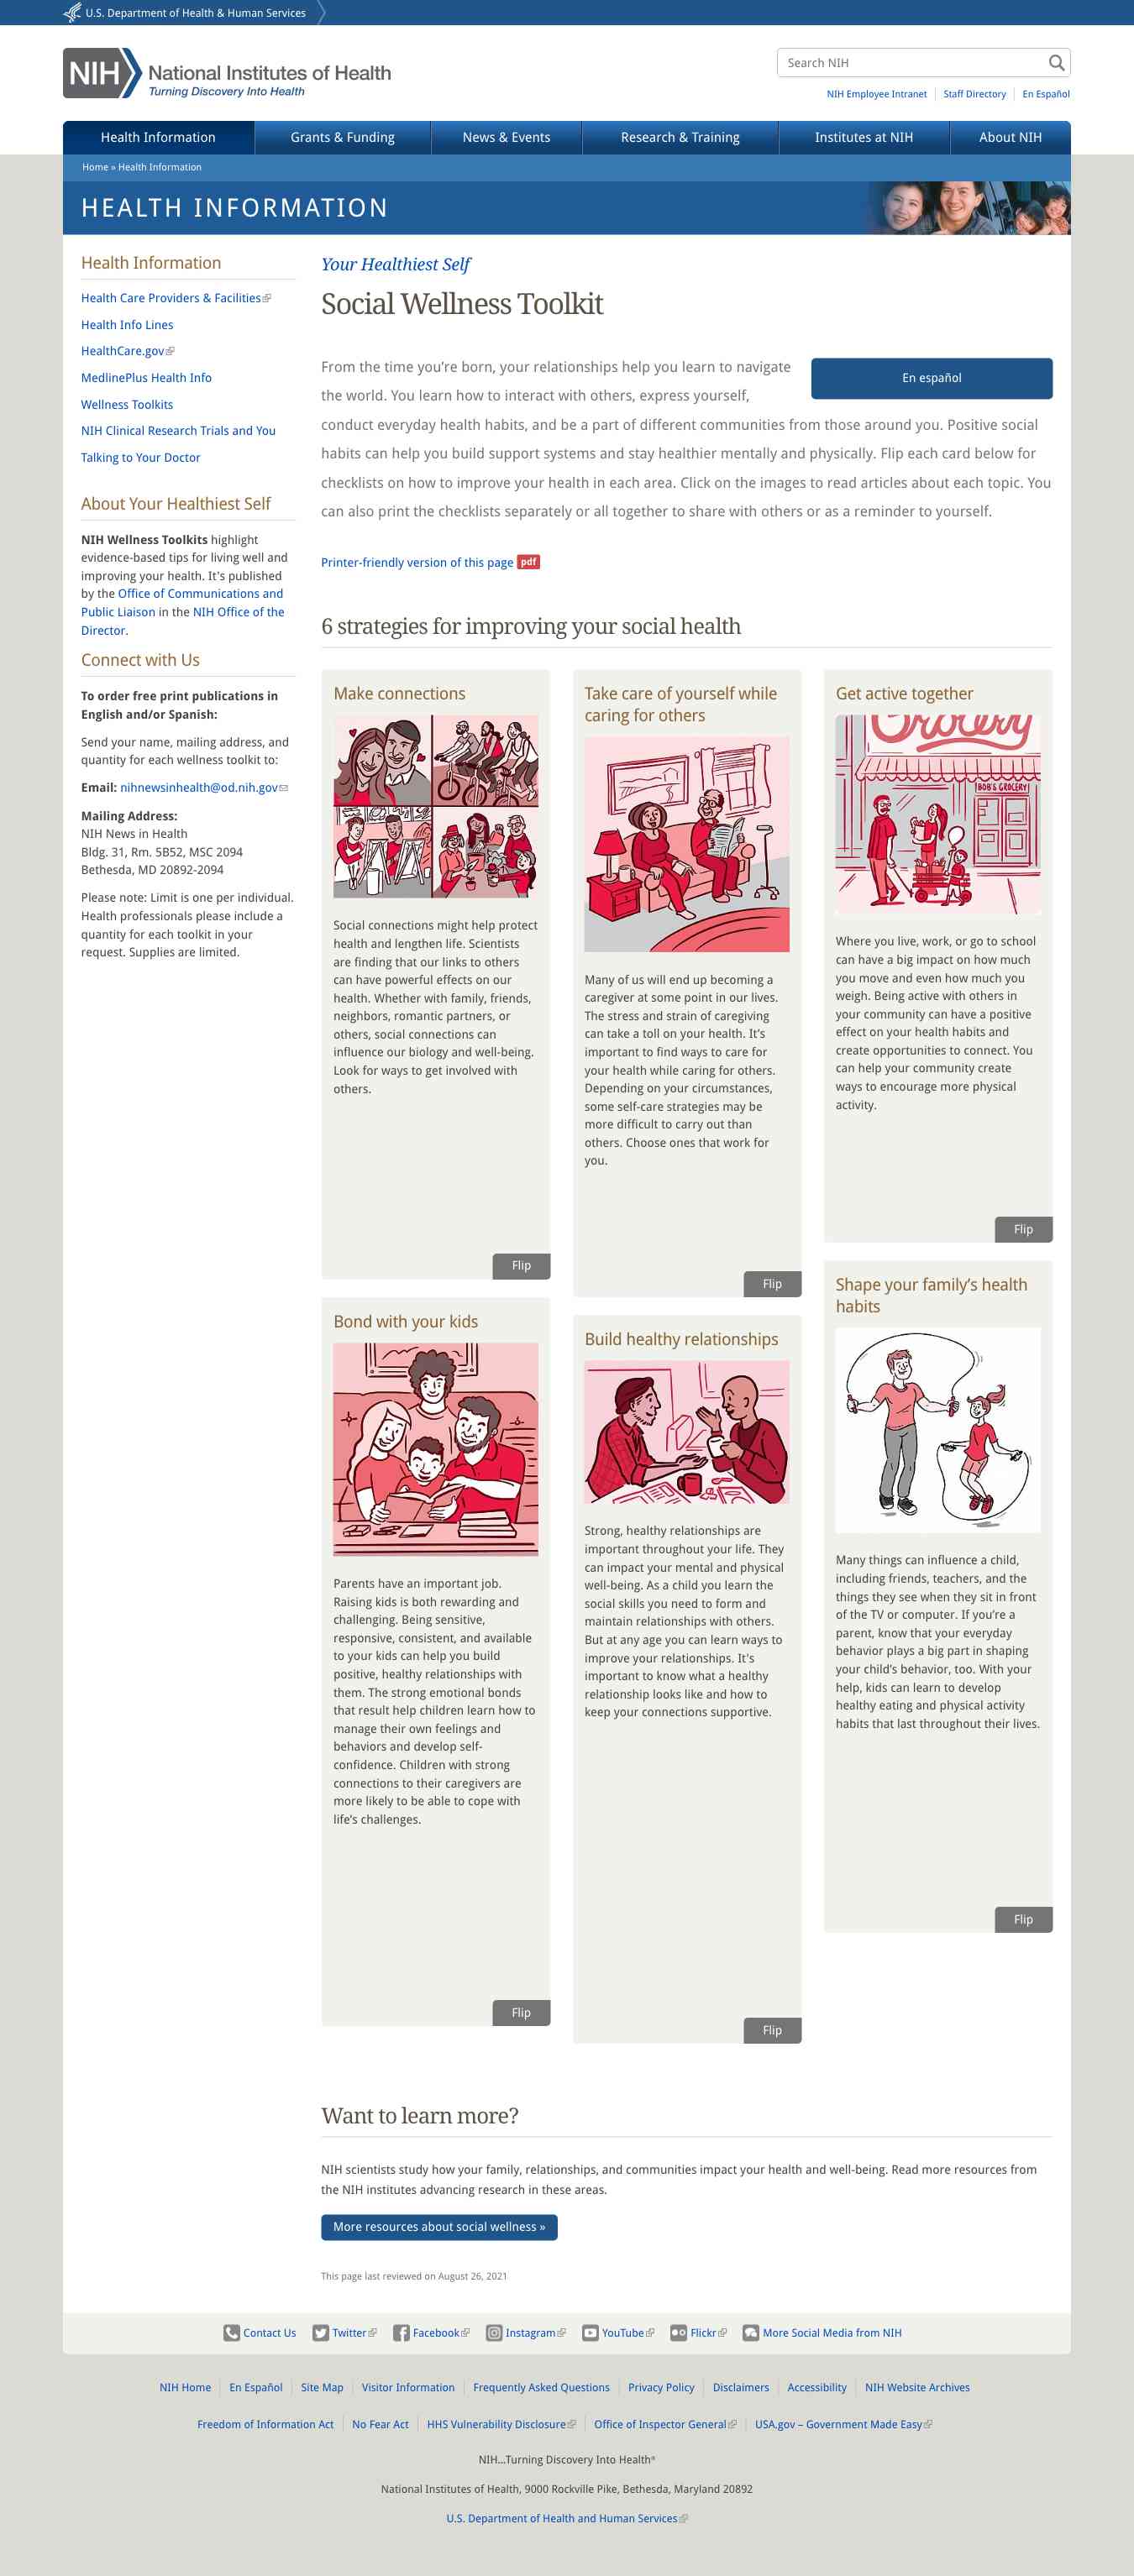 U.S. Department of Health & Human Services
NIH
National Institutes of Health
Turning Discovery Into Health
Search NIH
NIH Employee Intranet
Staff Directory
En Español
Health Information
Grants & Funding
News & Events
Research & Training
Institutes at NIH
About NIH
Home » Health Information
HEALTH INFORMATION
Health Information
Health Care Providers & Facilities
Health Info Lines
HealthCare.gov
MedlinePlus Health Info
Wellness Toolkits
NIH Clinical Research Trials and You
Talking to Your Doctor
About Your Healthiest Self
NIH Wellness Toolkits highlight
evidence-based tips for living well and
improving your health. It's published
by the Office of Communications and
Public Liaison in the NIH Office of the
Director.
Connect with Us
To order free print publications in
English and/or Spanish:
Send your name, mailing address, and
quantity for each wellness toolkit to:
Email: nihnewsinhealth@od.nih.gov
Mailing Address:
NIH News in Health
Bldg. 31, Rm. 5B52, MSC 2094
Bethesda, MD 20892-2094
Please note: Limit is one per individual.
Health professionals please include a
quantity for each toolkit in your
request. Supplies are limited.
Your Healthiest Self
Social Wellness Toolkit
From the time you're born, your relationships help you learn to navigate
the world. You learn how to interact with others, express yourself,
conduct everyday health habits, and be a part of different communities from those around you. Positive social
habits can help you build support systems and stay healthier mentally and physically. Flip each card below for
checklists on how to improve your health in each area. Click on the images to read articles about each topic. You
can also print the checklists separately or all together to share with others or as a reminder to yourself.
En español
Printer-friendly version of this page pdf
6 strategies for improving your social health
Make connections
Social connections might help protect
health and lengthen life. Scientists
are finding that our links to others
can have powerful effects on our
health. Whether with family, friends,
neighbors, romantic partners, or
others, social connections can
influence our biology and well-being.
Look for ways to get involved with
others.
Flip
Take care of yourself while
caring for others
Many of us will end up becoming a
caregiver at some point in our lives.
The stress and strain of caregiving
can take a toll on your health. It's
important to find ways to care for
your health while caring for others.
Depending on your circumstances,
some self-care strategies may be
more difficult to carry out than
others. Choose ones that work for
you.
Flip
Get active together
Grocery
BOB'S GROCERY
Where you live, work, or go to school
can have a big impact on how much
you move and even how much you
weigh. Being active with others in
your community can have a positive
effect on your health habits and
create opportunities to connect. You
can help your community create
ways to encourage more physical
activity.
Flip
Bond with your kids
Parents have an important job.
Raising kids is both rewarding and
challenging. Being sensitive,
responsive, consistent, and available
to your kids can help you build
positive, healthy relationships with
them. The strong emotional bonds
that result help children learn how to
manage their own feelings and
behaviors and develop self-
confidence. Children with strong
connections to their caregivers are
more likely to be able to cope with
life's challenges.
Flip
Build healthy relationships
Strong, healthy relationships are
important throughout your life. They
can impact your mental and physical
well-being. As a child you learn the
social skills you need to form and
maintain relationships with others.
But at any age you can learn ways to
improve your relationships. It's
important to know what a healthy
relationship looks like and how to
keep your connections supportive.
Flip
Shape your family's health
habits
Many things can influence a child,
including friends, teachers, and the
things they see when they sit in front
of the TV or computer. If you're a
parent, know that your everyday
behavior plays a big part in shaping
your child's behavior, too. With your
help, kids can learn to develop
healthy eating and physical activity
habits that last throughout their lives.
Flip
Want to learn more?
NIH scientists study how your family, relationships, and communities impact your health and well-being. Read more resources from
the NIH institutes advancing research in these areas.
More resources about social wellness »
This page last reviewed on August 26, 2021
Contact Us
Twitter
Facebook
Instagram
YouTube
Flickr
More Social Media from NIH
NIH Home
En Español
Site Map
Visitor Information
Frequently Asked Questions
Privacy Policy
Disclaimers
Accessibility
NIH Website Archives
Freedom of Information Act
No Fear Act
HHS Vulnerability Disclosure
Office of Inspector General
USA.gov – Government Made Easy
NIH…Turning Discovery Into Health®
National Institutes of Health, 9000 Rockville Pike, Bethesda, Maryland 20892
U.S. Department of Health and Human Services